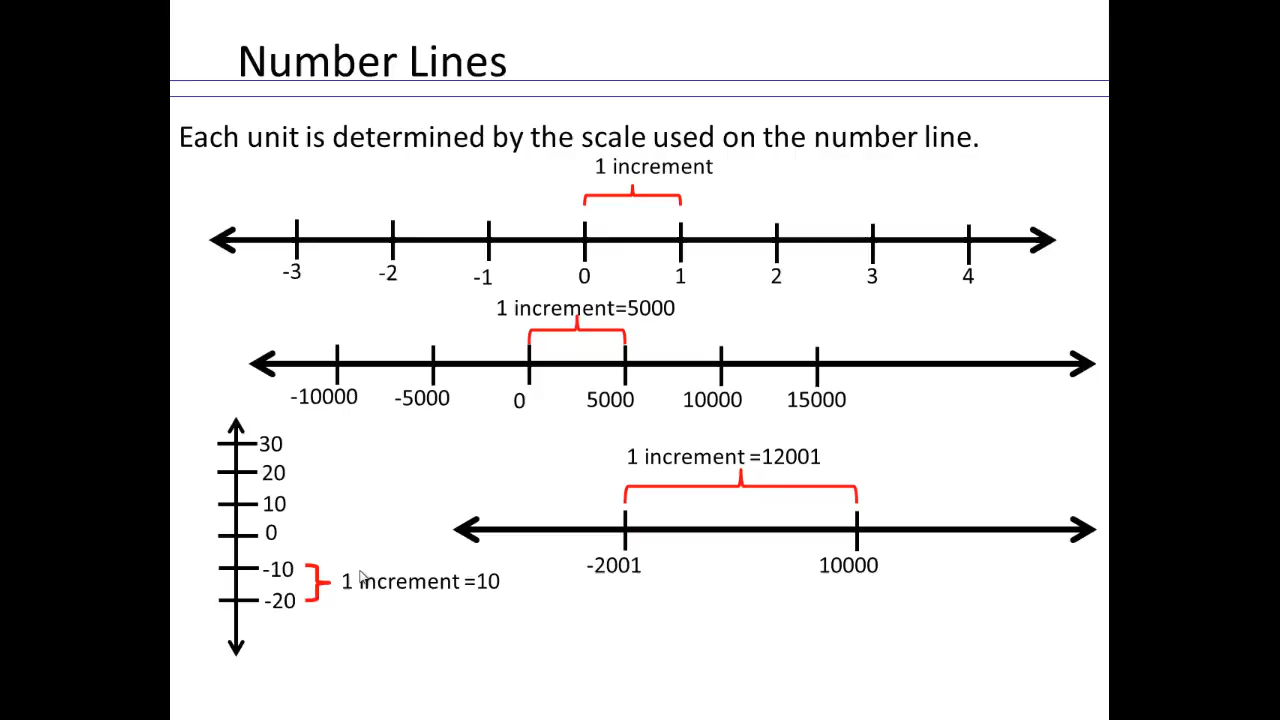 Number Lines
Each unit is determined by the scale used on the number line.
1 increment
-3 -2 -1 0 1 2 3 4
1 increment=5000
-10000 -5000 0 5000 10000 15000
30
20
10
0
-10
-20
1 increment =10
1 increment =12001
-2001 10000